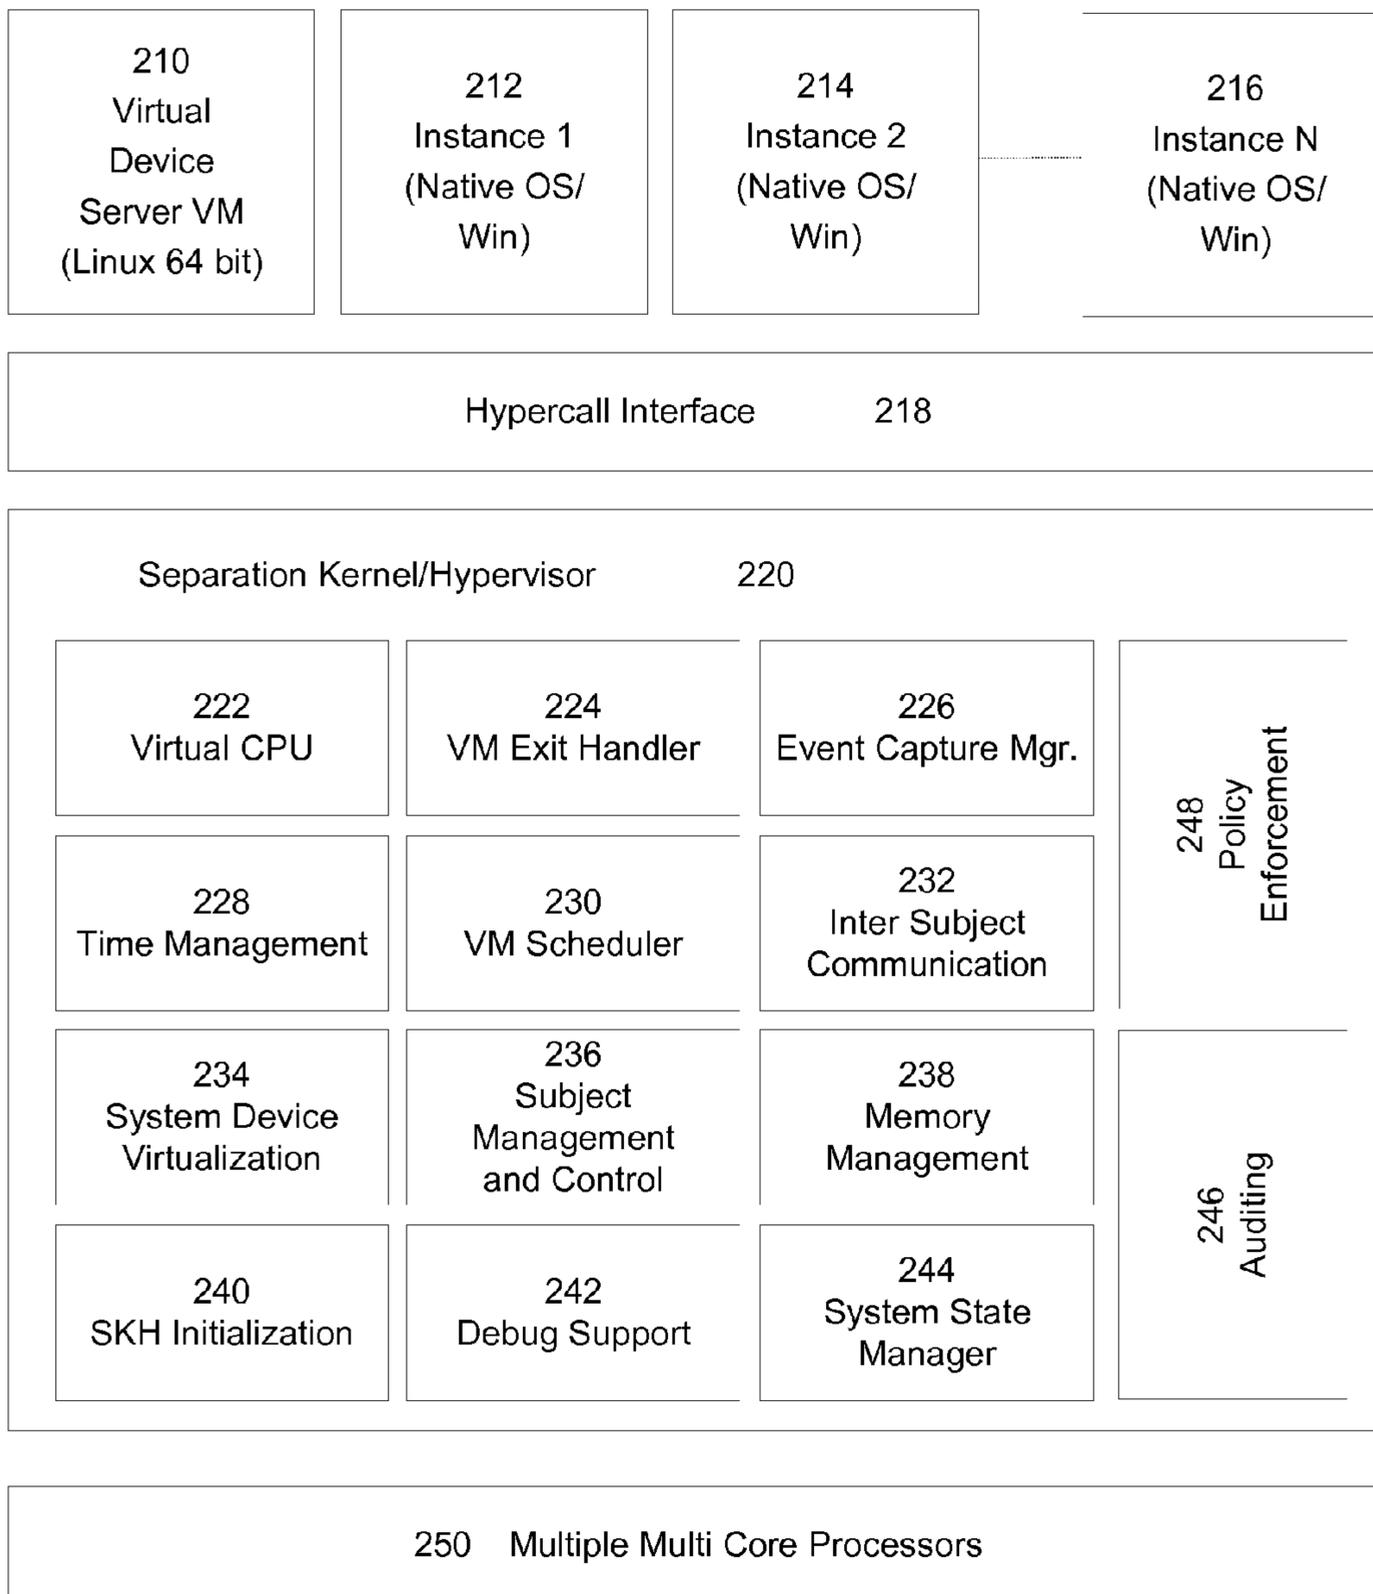 210
Virtual
Device
Server VM
(Linux 64 bit)
212
Instance 1
(Native OS/
Win)
214
Instance 2
(Native OS/
Win)
216
Instance N
(Native OS/
Win)
Hypercall Interface 218
Separation Kernel/Hypervisor 220
222
Virtual CPU
224
VM Exit Handler
226
Event Capture Mgr.
248
Policy
Enforcement
228
Time Management
230
VM Scheduler
232
Inter Subject
Communication
234
System Device
Virtualization
236
Subject
Management
and Control
238
Memory
Management
246
Auditing
240
SKH Initialization
242
Debug Support
244
System State
Manager
250 Multiple Multi Core Processors